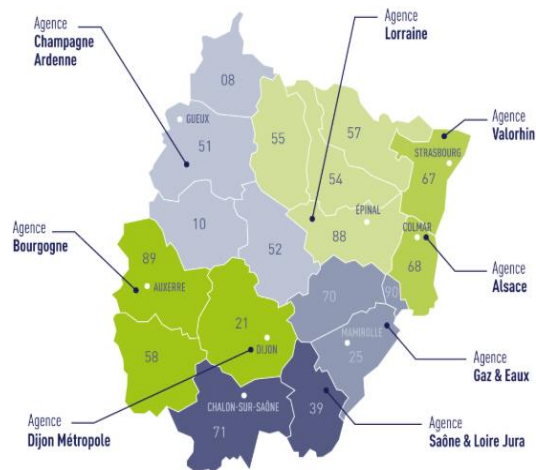 Agence
Champagne
Ardenne
Agence
Lorraine
08
GUEUX
51
55
57
54
Agence
Valorhin
STRASBOURG
67
10
52
ÉPINAL
88
COLMAR
68
Agence
Bourgogne
89
AUXERRE
Agence
Alsace
70
90
21
DIJON
MAMIROLLE
25
58
Agence
Gaz & Eaux
Agence
Dijon Métropole
CHALON-SUR-SAÔNE
71
39
Agence
Saône & Loire Jura